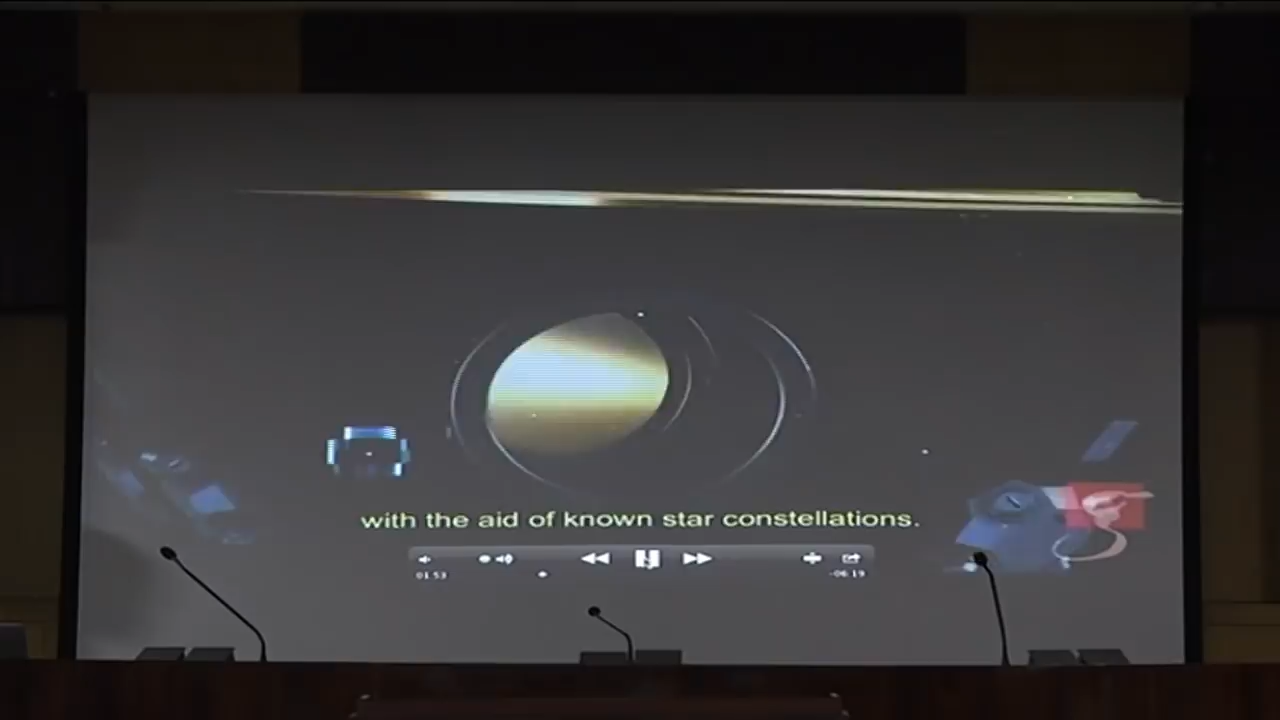 with the aid of known star constellations.
01:53
-06:19